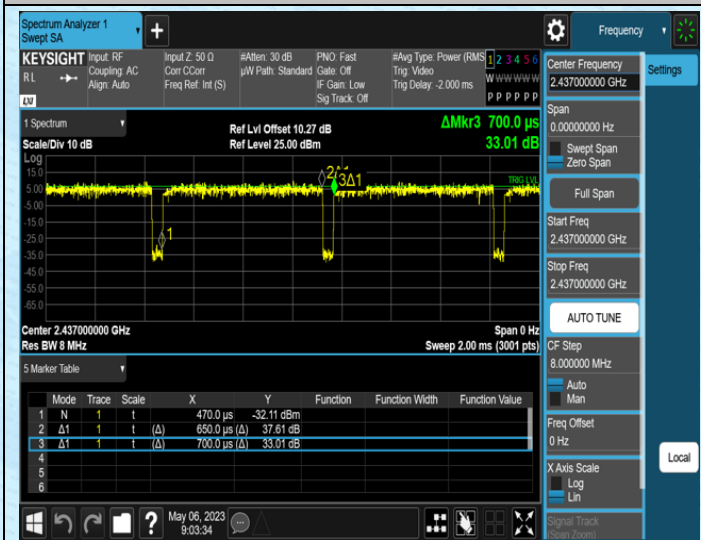 Spectrum Analyzer 1
Swept SA
Frequency
KEYSIGHT
RL
LXI
Input: RF
Coupling: AC
Align: Auto
Input Z: 50 Ω
Corr CCorr
Freq Ref: Int (S)
#Atten: 30 dB
µW Path: Standard
PNO: Fast
Gate: Off
IF Gain: Low
Sig Track: Off
#Avg Type: Power (RMS
Trig: Video
Trig Delay: -2.000 ms
1 2 3 4 5 6
W W W W W W
P P P P P P
1 Spectrum
Scale/Div 10 dB
Ref Lvl Offset 10.27 dB
Ref Level 25.00 dBm
ΔMkr3 700.0 µs
33.01 dB
Log
15.0
5.00
-5.00
-15.0
-25.0
-35.0
-45.0
-55.0
-65.0
3Δ1
TRIG LVL
1
Center 2.437000000 GHz
Res BW 8 MHz
Span 0 Hz
Sweep 2.00 ms (3001 pts)
5 Marker Table
Mode Trace Scale X Y Function Function Width Function Value
1 N 1 t 470.0 µs -32.11 dBm
2 Δ1 1 t (Δ) 650.0 µs (Δ) 37.61 dB
3 Δ1 1 t (Δ) 700.0 µs (Δ) 33.01 dB
4
5
6
?
May 06, 2023
9:03:34
Center Frequency
2.437000000 GHz
Settings
Span
0.00000000 Hz
Swept Span
Zero Span
Full Span
Start Freq
2.437000000 GHz
Stop Freq
2.437000000 GHz
AUTO TUNE
CF Step
8.000000 MHz
Auto
Man
Freq Offset
0 Hz
Local
X Axis Scale
Log
Lin
Signal Track
(Span Zoom)